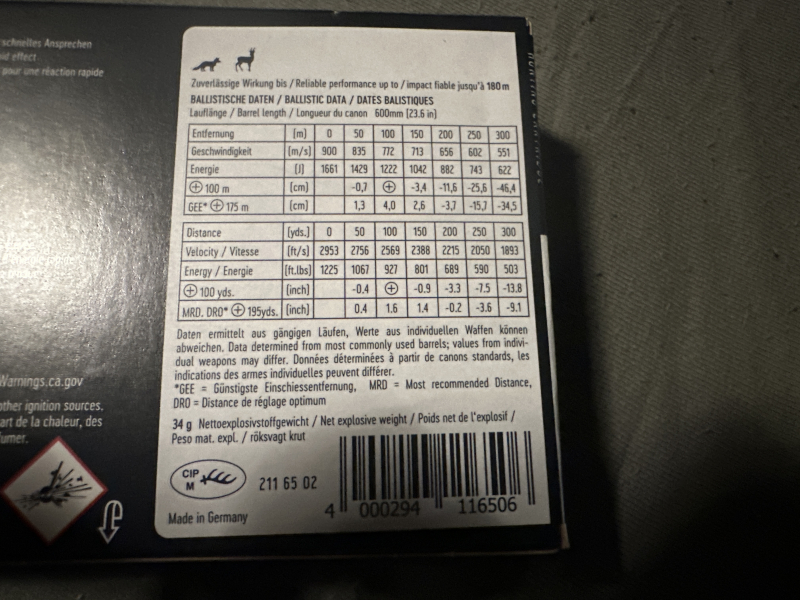 schnelles Ansprechen
id effect
pour une réaction rapide
Zuverlässige Wirkung bis / Reliable performance up to / impact fiable jusqu'à 180 m
BALLISTISCHE DATEN / BALLISTIC DATA / DATES BALISTIQUES
Lauflänge / Barrel length / Longueur du canon 600mm [23.6 in]
Entfernung [m] 0 50 100 150 200 250 300
Geschwindigkeit [m/s] 900 835 772 713 656 602 551
Energie [J] 1661 1429 1222 1042 882 743 622
⊕ 100 m [cm] -0,7 ⊕ -3,4 -11,6 -25,6 -46,4
GEE* ⊕ 175 m [cm] 1,3 4,0 2,6 -3,7 -15,7 -34,5
Distance [yds.] 0 50 100 150 200 250 300
Velocity / Vitesse [ft/s] 2953 2756 2569 2388 2215 2050 1893
Energy / Energie [ft.lbs] 1225 1067 927 801 689 590 503
⊕ 100 yds. [inch] -0.4 ⊕ -0.9 -3.3 -7.5 -13.8
MRD. DRO* ⊕ 195yds. [inch] 0.4 1.6 1.4 -0.2 -3.6 -9.1
Daten ermittelt aus gängigen Läufen, Werte aus individuellen Waffen können
abweichen. Data determined from most commonly used barrels; values from indivi-
dual weapons may differ. Données déterminées à partir de canons standards, les
indications des armes individuelles peuvent différer.
*GEE = Günstigste Einschiessentfernung, MRD = Most recommended Distance,
DRO = Distance de réglage optimum
34 g Nettoexplosivstoffgewicht / Net explosive weight / Poids net de l'explosif /
Peso mat. expl. / röksvagt krut
CIP
M
211 65 02
4 000294 116506
Made in Germany
Warnings.ca.gov
other ignition sources.
art de la chaleur, des
umer.